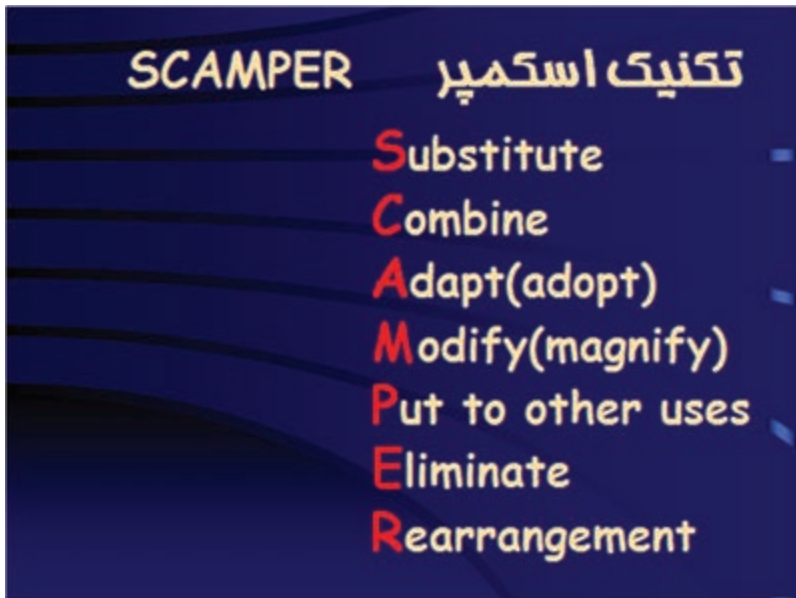 تکنیک اسکمپر SCAMPER
Substitute
Combine
Adapt(adopt)
Modify(magnify)
Put to other uses
Eliminate
Rearrangement